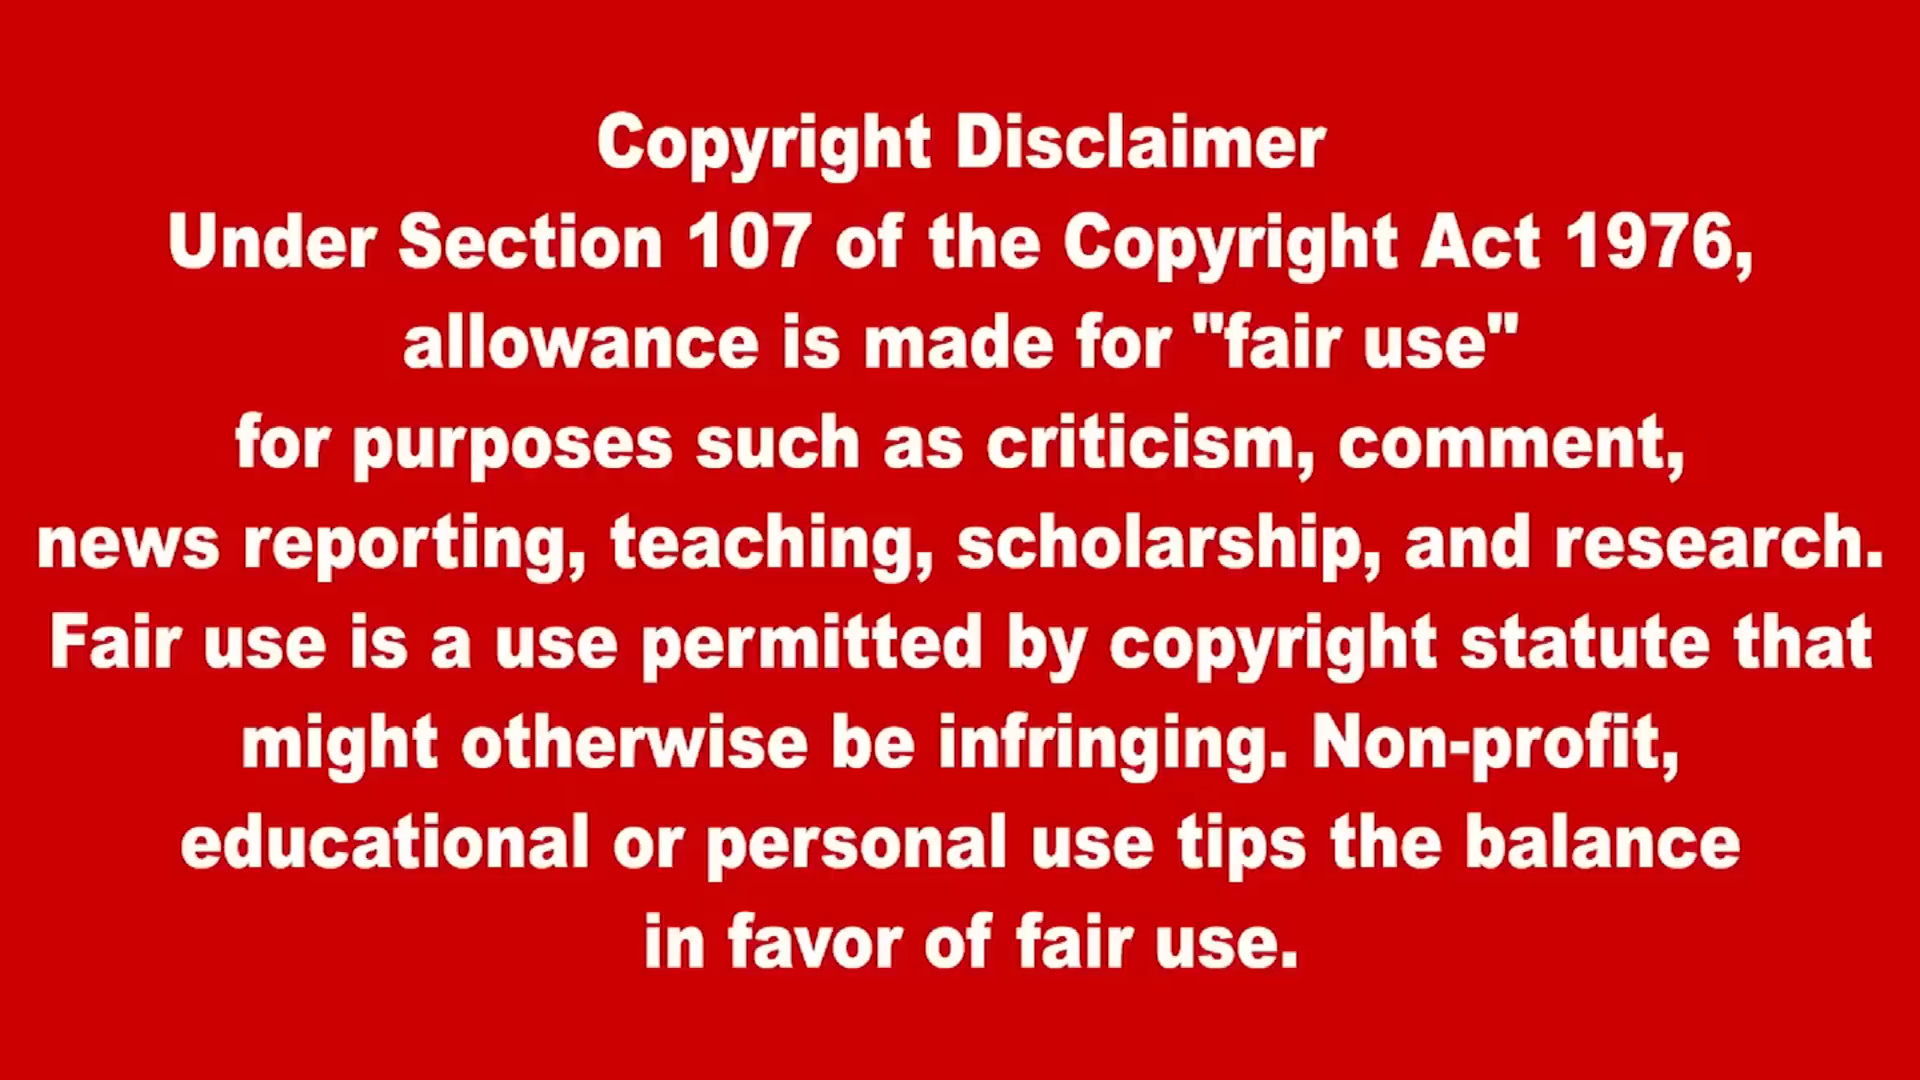 Copyright Disclaimer
Under Section 107 of the Copyright Act 1976,
allowance is made for "fair use"
for purposes such as criticism, comment,
news reporting, teaching, scholarship, and research.
Fair use is a use permitted by copyright statute that
might otherwise be infringing. Non-profit,
educational or personal use tips the balance
in favor of fair use.